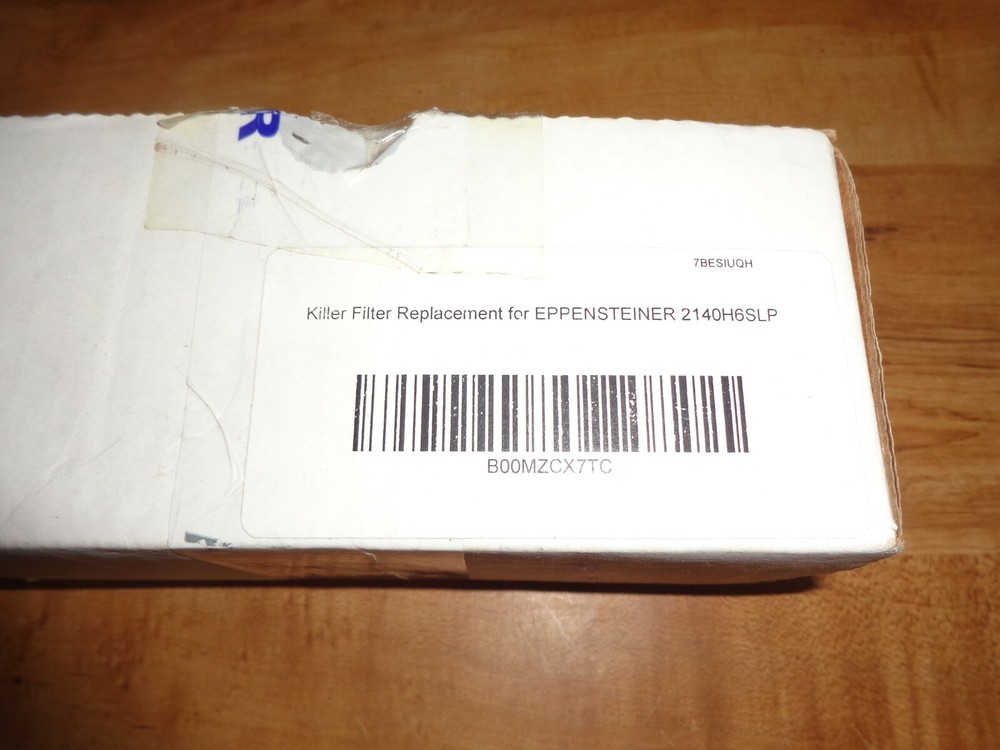 R
7BESIUQH
Killer Filter Replacement for EPPENSTEINER 2140H6SLP
B00MZCX7TC